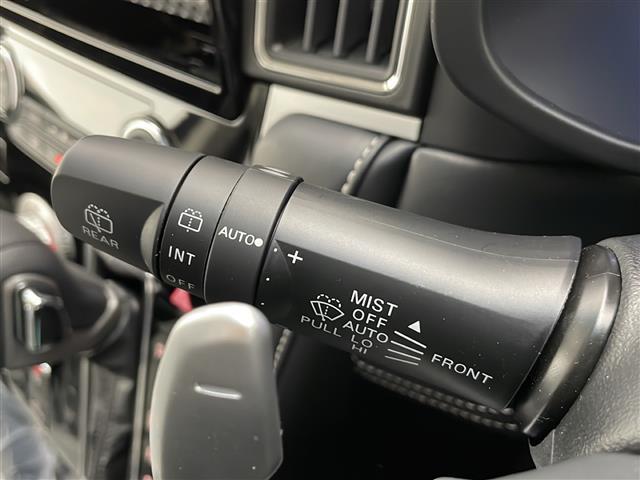 REAR
INT
OFF
AUTO
+
MIST
OFF
AUTO
PULL LO
HI
FRONT